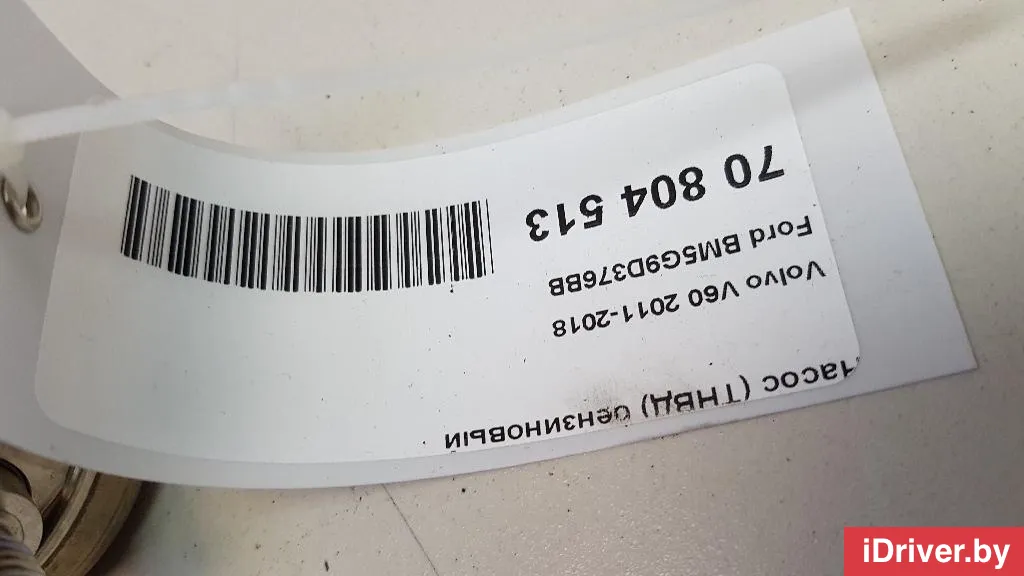 Насос (ТНВД) бензиновый
Volvo V60 2011-2018
Ford BM5G9D376BB
70 804 513
iDriver.by